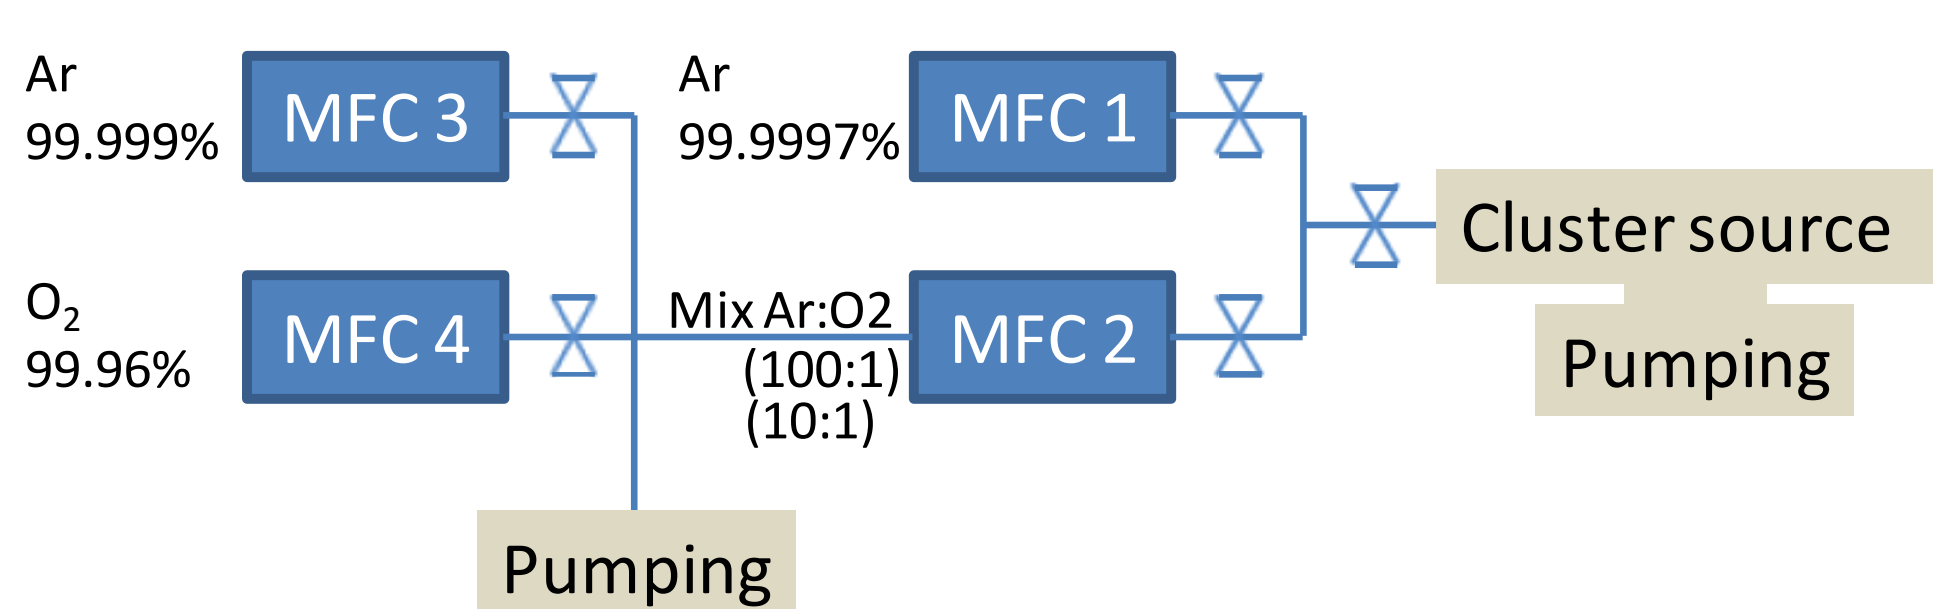 Ar
99.999%
MFC 3
Ar
99.9997%
MFC 1
Cluster source
Pumping
O₂
99.96%
MFC 4
Mix Ar:O2
(100:1)
(10:1)
MFC 2
Pumping